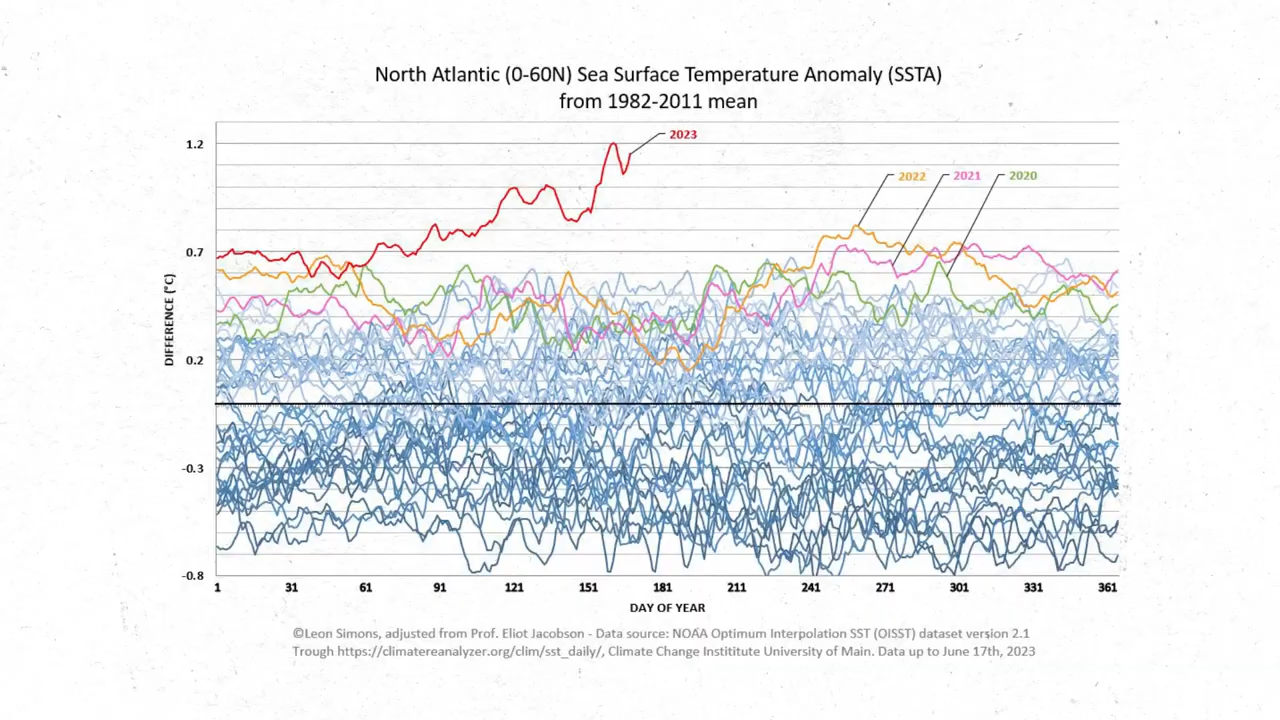 North Atlantic (0-60N) Sea Surface Temperature Anomaly (SSTA)
from 1982-2011 mean
1.2
2023
2022
2021
2020
0.7
DIFFERENCE (°C)
0.2
-0.3
-0.8
1 31 61 91 121 151 181 211 241 271 301 331 361
DAY OF YEAR
©Leon Simons, adjusted from Prof. Eliot Jacobson - Data source: NOAA Optimum Interpolation SST (OISST) dataset version 2.1
Trough https://climatereanalyzer.org/clim/sst_daily/, Climate Change Instititute University of Main. Data up to June 17th, 2023